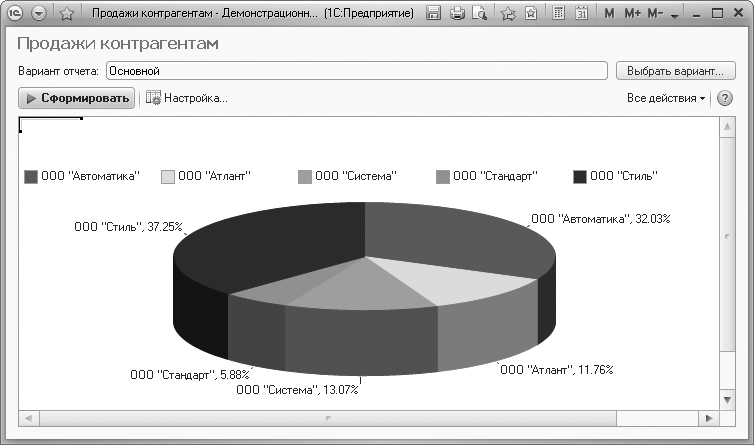 Продажи контрагентам - Демонстрационн... (1С:Предприятие) M M+ M-
Продажи контрагентам
Вариант отчета: Основной Выбрать вариант...
Сформировать Настройка... Все действия ?
ООО "Автоматика" ООО "Атлант" ООО "Система" ООО "Стандарт" ООО "Стиль"
ООО "Автоматика", 32.03%
ООО "Стиль", 37.25%
ООО "Атлант", 11.76%
ООО "Стандарт", 5.88%
ООО "Система", 13.07%